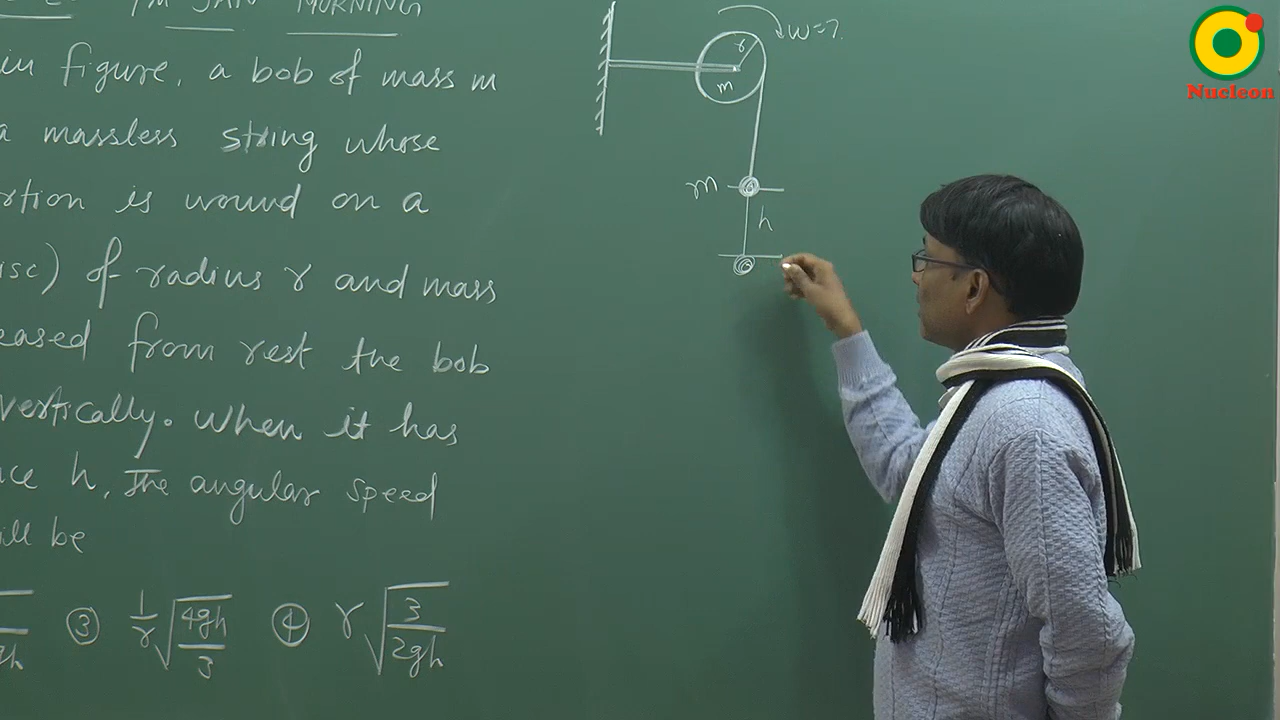 7TH JAN MORNING
in figure, a bob of mass m
a massless string whose
rtion is wound on a
isc) of radius r and mass
eased from rest the bob
vertically. When it has
nce h, The angular speed
ill be
③ 1/r √(4gh/3) ④ r √(3/2gh)
r
ω=?
m
m
h
Nucleon